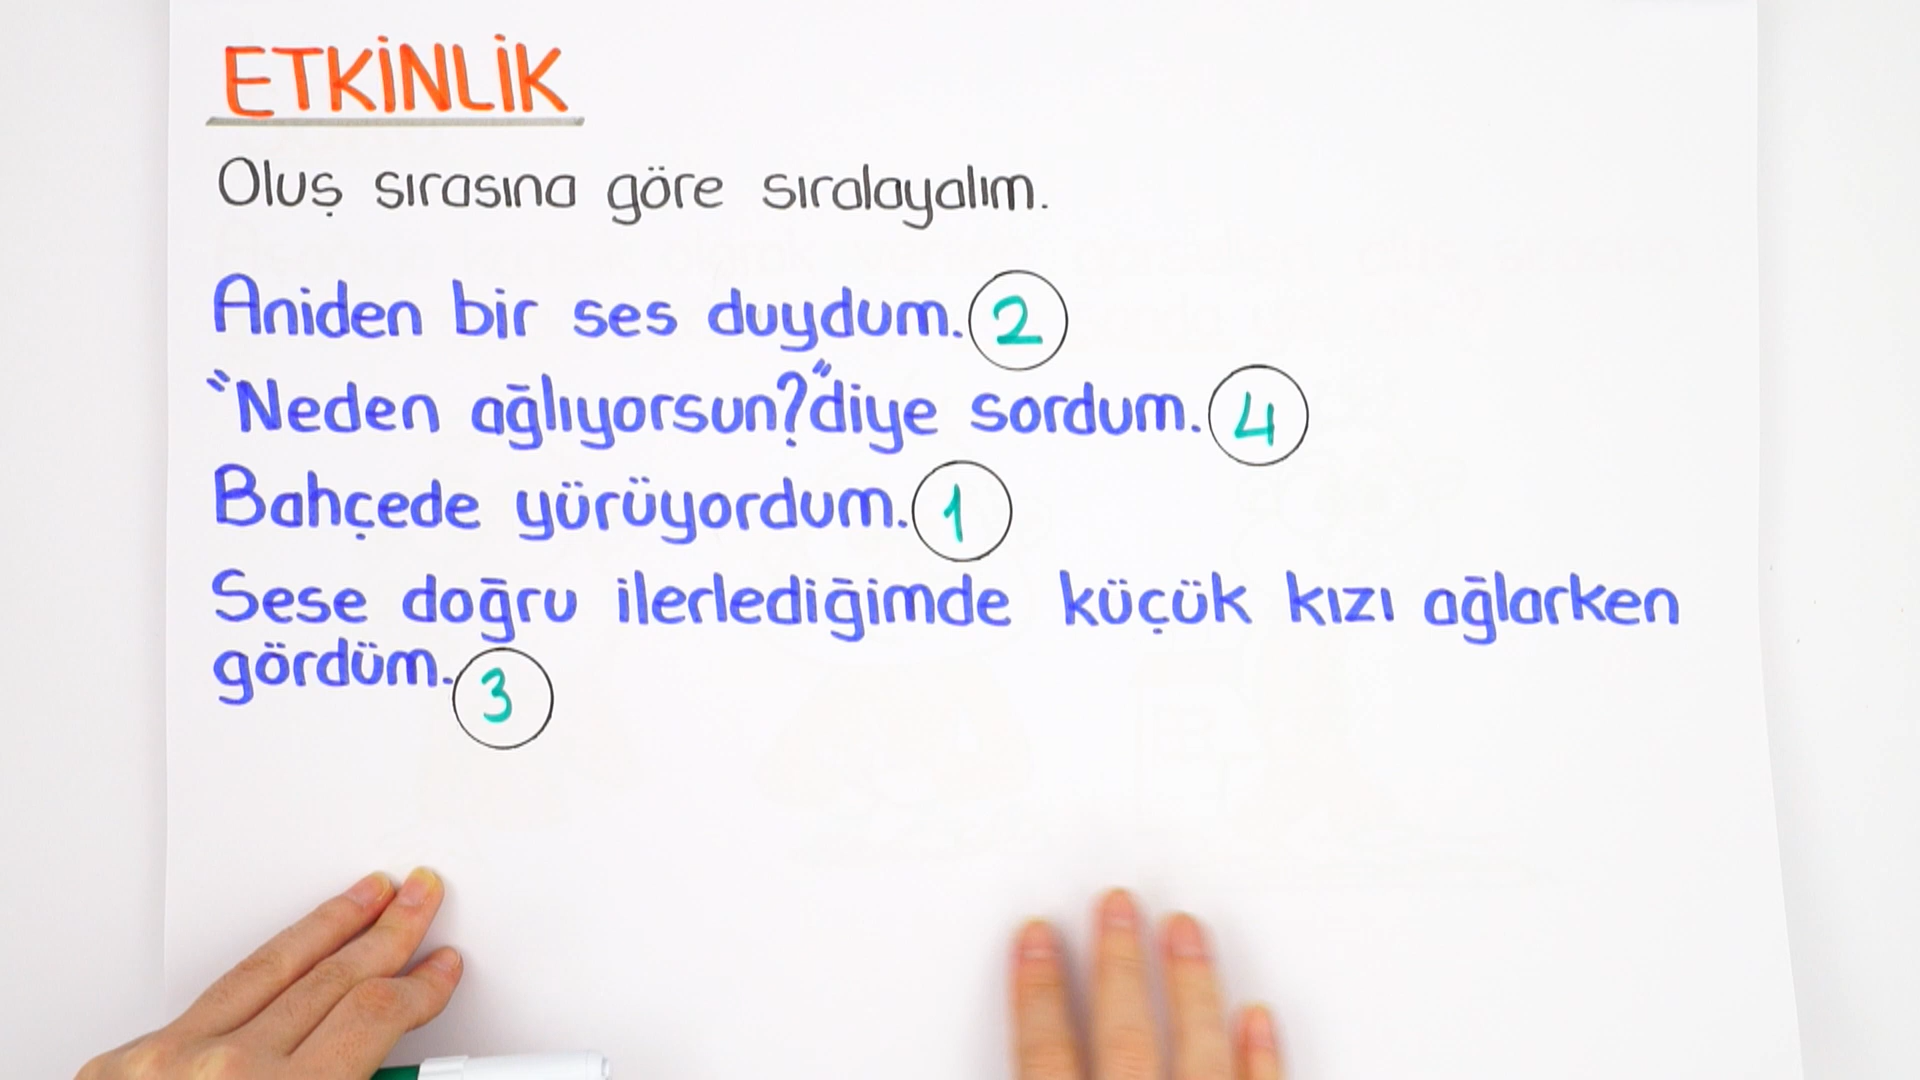 ETKİNLİK
Oluş sırasına göre sıralayalım.
Aniden bir ses duydum. 2
"Neden ağlıyorsun?"diye sordum. 4
Bahçede yürüyordum. 1
Sese doğru ilerlediğimde küçük kızı ağlarken
gördüm. 3